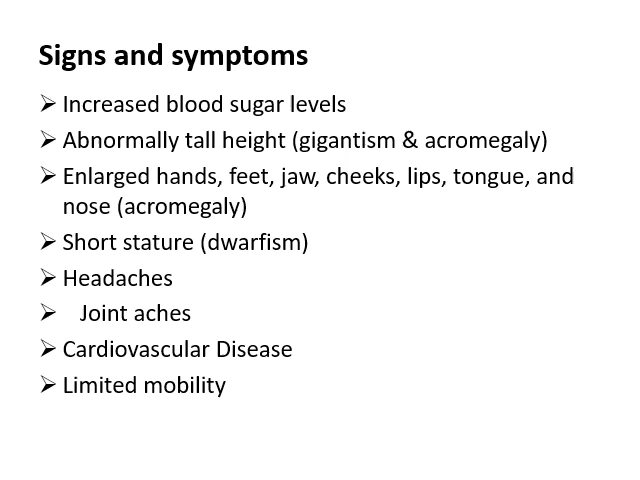 Signs and symptoms
➢ Increased blood sugar levels
➢ Abnormally tall height (gigantism & acromegaly)
➢ Enlarged hands, feet, jaw, cheeks, lips, tongue, and
nose (acromegaly)
➢ Short stature (dwarfism)
➢ Headaches
➢ Joint aches
➢ Cardiovascular Disease
➢ Limited mobility